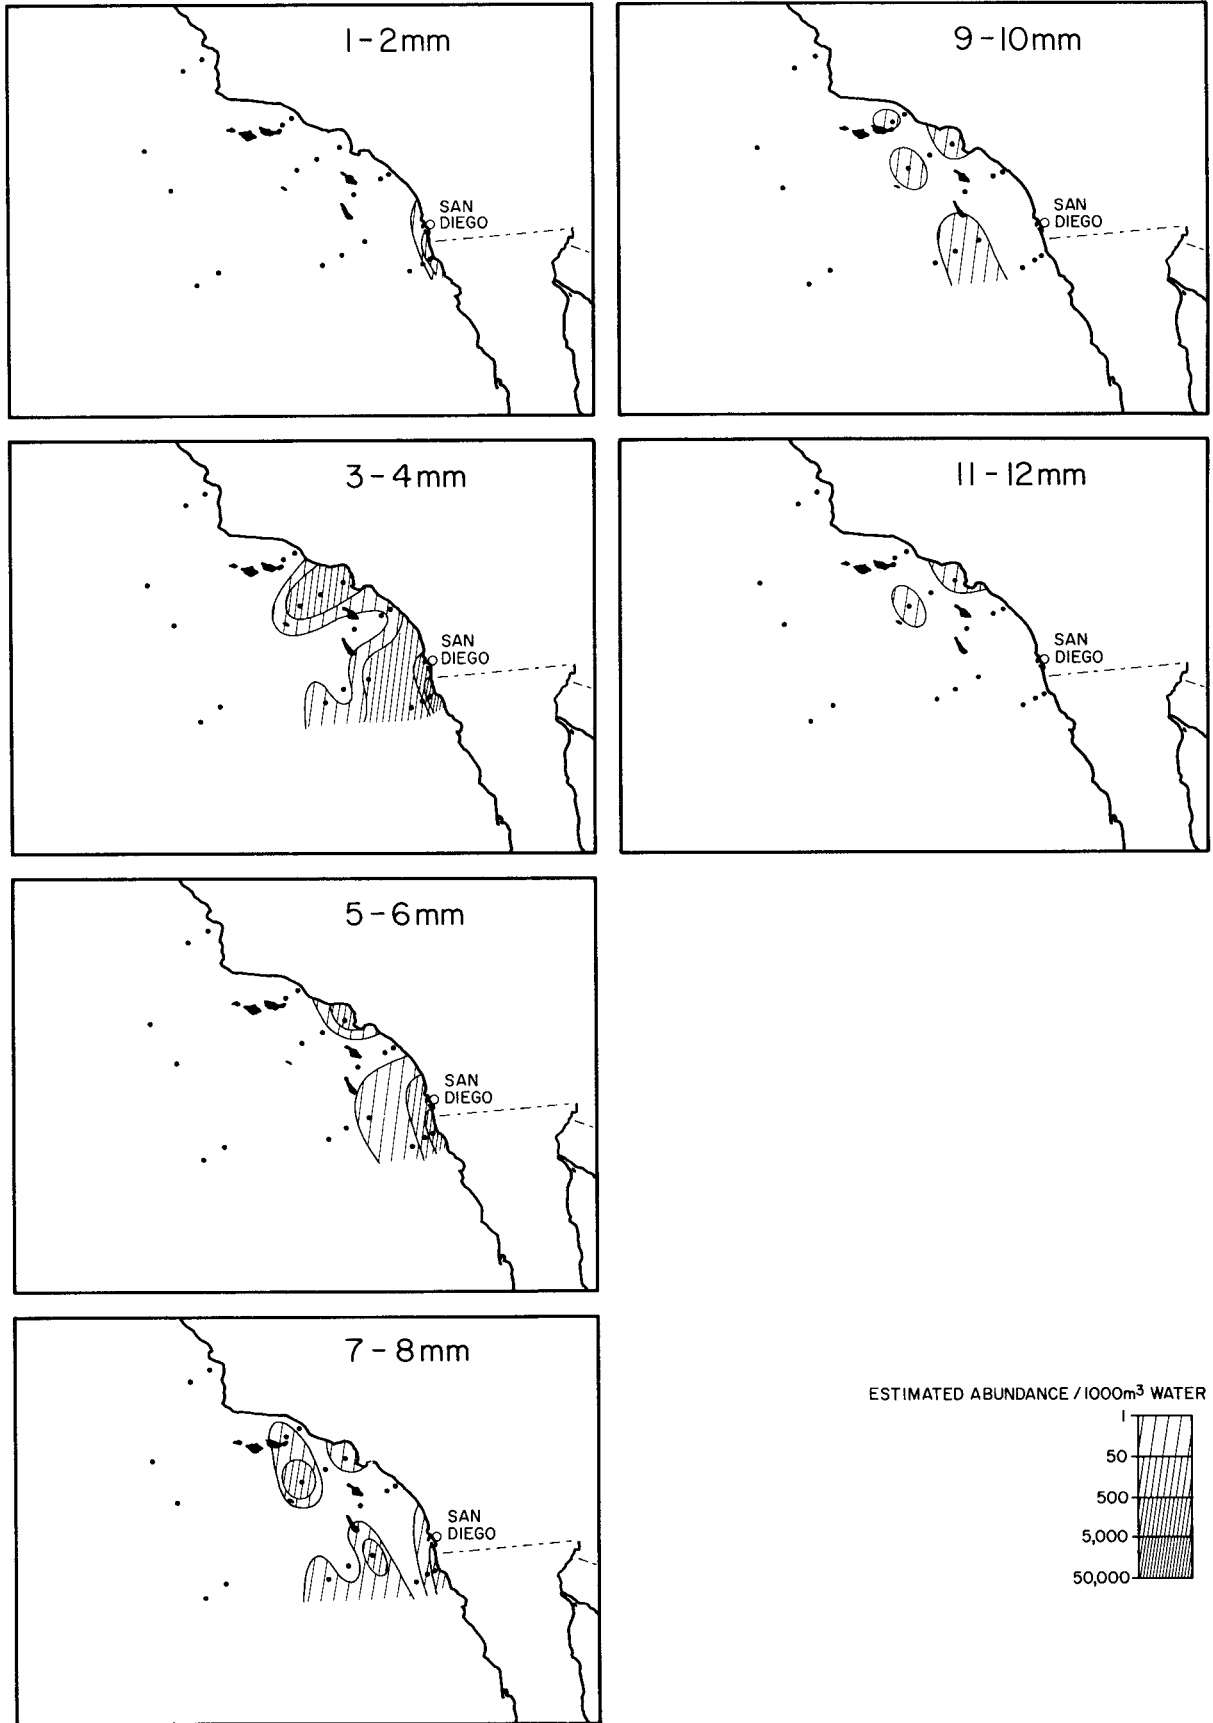 1-2mm
SAN
DIEGO
9-10mm
SAN
DIEGO
3-4mm
SAN
DIEGO
11-12mm
SAN
DIEGO
5-6mm
SAN
DIEGO
7-8mm
SAN
DIEGO
ESTIMATED ABUNDANCE / 1000m³ WATER
1
50
500
5,000
50,000